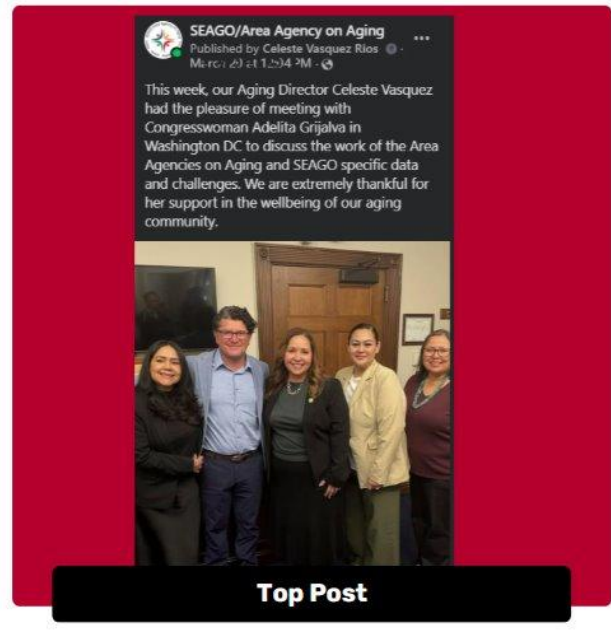 SEAGO/Area Agency on Aging
Published by Celeste Vasquez Rios
PM
This week, our Aging Director Celeste Vasquez
had the pleasure of meeting with
Congresswoman Adelita Grijalva in
Washington DC to discuss the work of the Area
Agencies on Aging and SEAGO specific data
and challenges. We are extremely thankful for
her support in the wellbeing of our aging
community.
Top Post